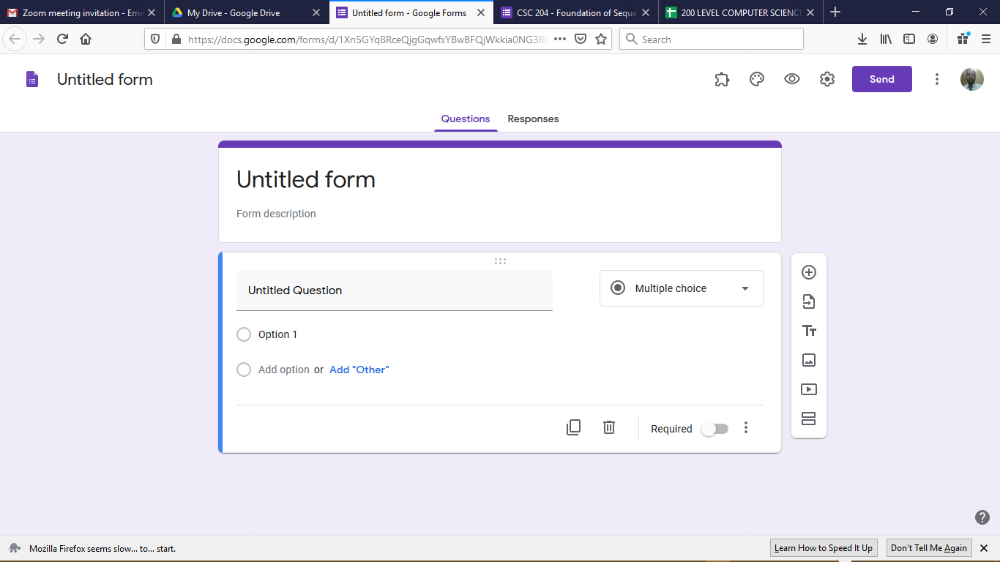 Zoom meeting invitation - Eme
My Drive - Google Drive
Untitled form - Google Forms
CSC 204 - Foundation of Seque
200 LEVEL COMPUTER SCIENCE
https://docs.google.com/forms/d/1Xn5GYq8RceQjgGqwfxYBwBFQjWkkia0NG3R
Search
Untitled form
Send
Questions
Responses
Untitled form
Form description
Untitled Question
Multiple choice
Option 1
Add option or Add "Other"
Required
Mozilla Firefox seems slow... to... start.
Learn How to Speed It Up
Don't Tell Me Again